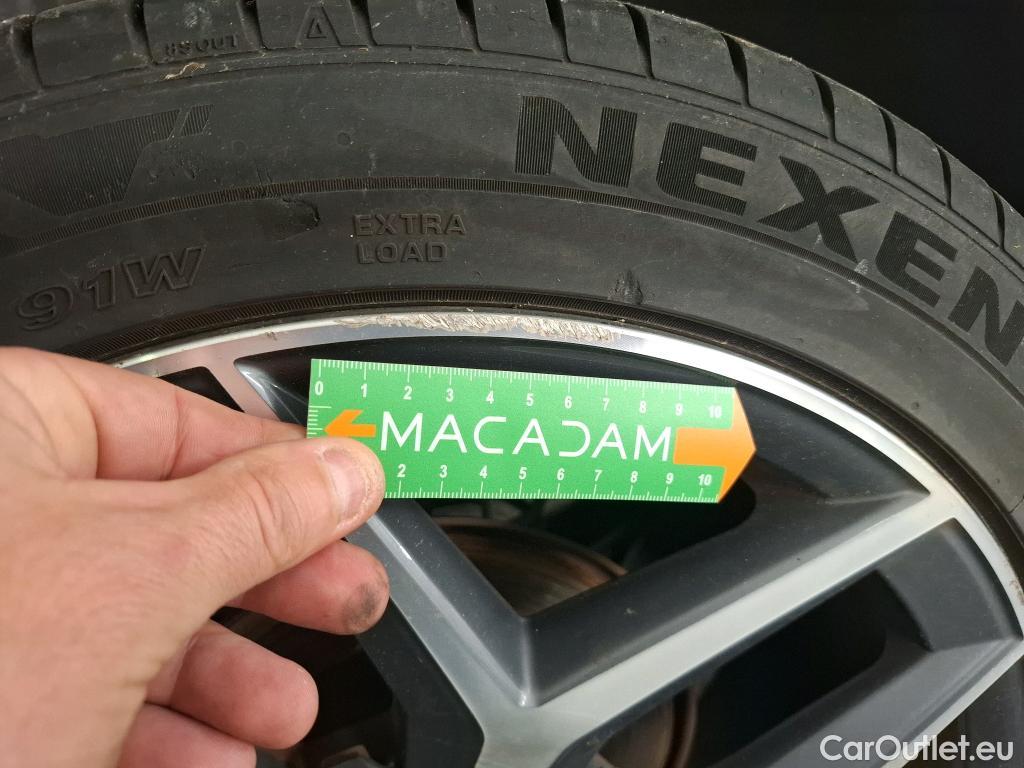 NEXEN
EXTRA
LOAD
91W
0 1 2 3 4 5 6 7 8 9 10
MACADAM
2 3 4 5 6 7 8 9 10
CarOutlet.eu